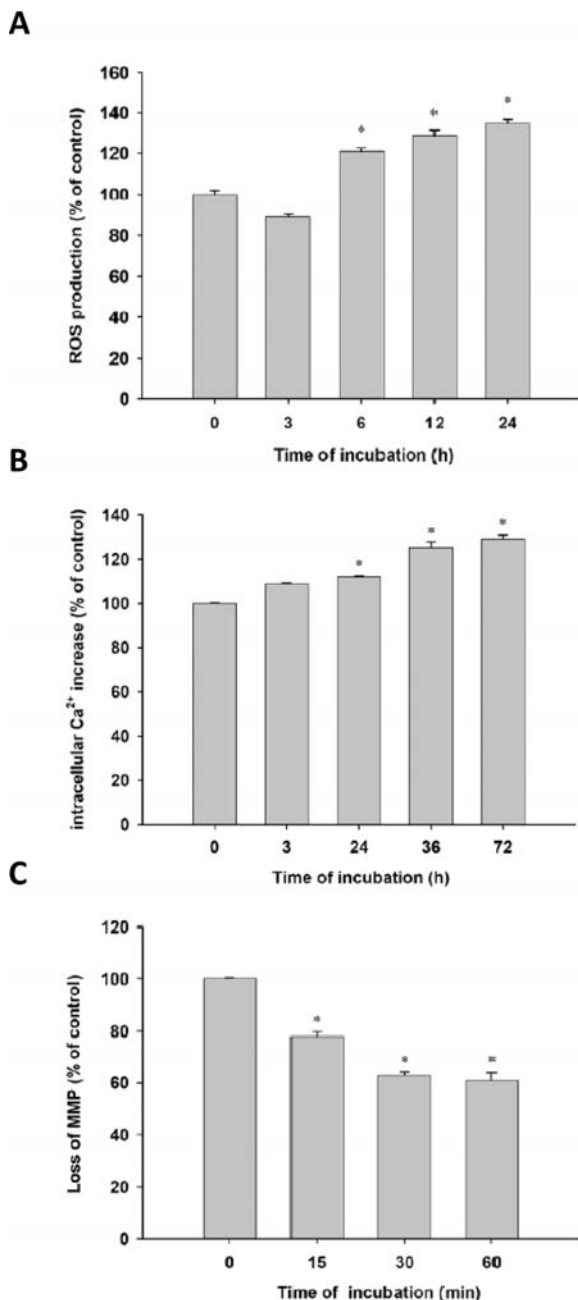 A
ROS production (% of control)
160
140
120
100
80
60
40
20
0
* * *
0 3 6 12 24
Time of incubation (h)
B
intracellular Ca²⁺ increase (% of control)
140
120
100
80
60
40
20
0
* * *
0 3 24 36 72
Time of incubation (h)
C
Loss of MMP (% of control)
120
100
80
60
40
20
0
* * *
0 15 30 60
Time of incubation (min)